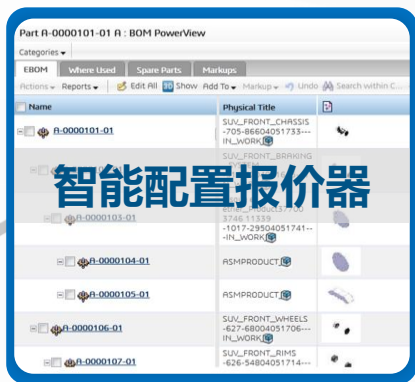 Part A-0000101-01 A : BOM PowerView
Categories
EBOM Where Used Spare Parts Markups
Actions Reports Edit All 3D Show Add To Markup Undo Search within C...
Name Physical Title
A-0000101-01
SUV_FRONT_CHASSIS
-705-86604051733---
IN_WORK
SUV_FRONT_BRAKING
智能配置报价器
A-0000103-01
3746 11339
-1017-29504051741--
-IN_WORK
A-0000104-01 ASMPRODUCT
A-0000105-01 ASMPRODUCT
A-0000106-01
SUV_FRONT_WHEELS
-627-68004051706---
IN_WORK
A-0000107-01
SUV_FRONT_RIMS
-626-54804051714---